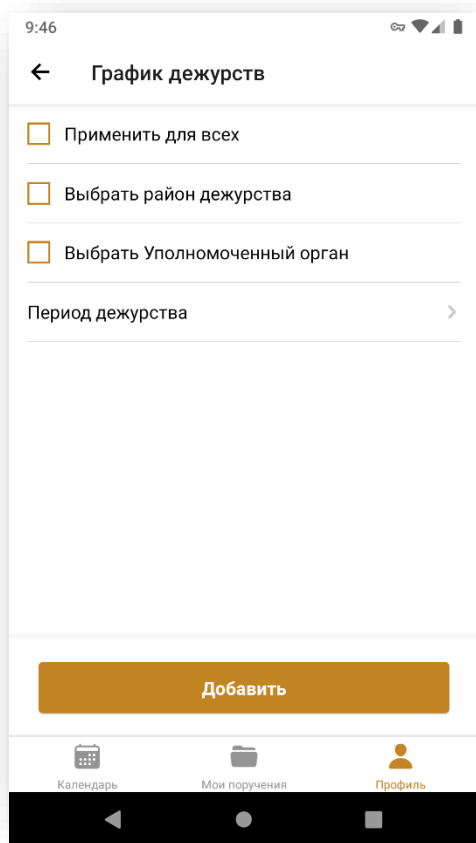 9:46
График дежурств
Применить для всех
Выбрать район дежурства
Выбрать Уполномоченный орган
Период дежурства
Добавить
Календарь
Мои поручения
Профиль